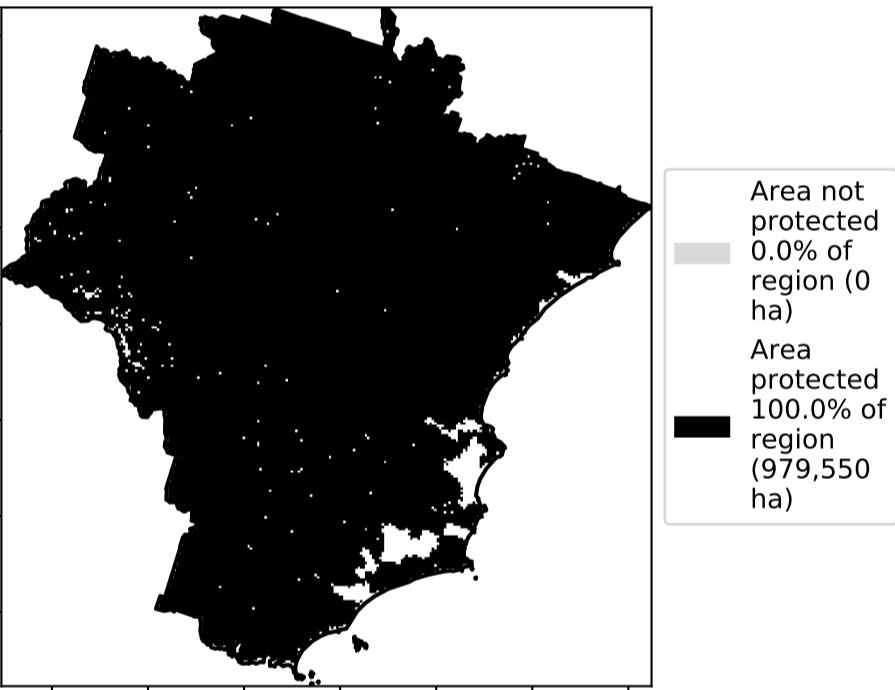 Area not
protected
0.0% of
region (0
ha)
Area
protected
100.0% of
region
(979,550
ha)